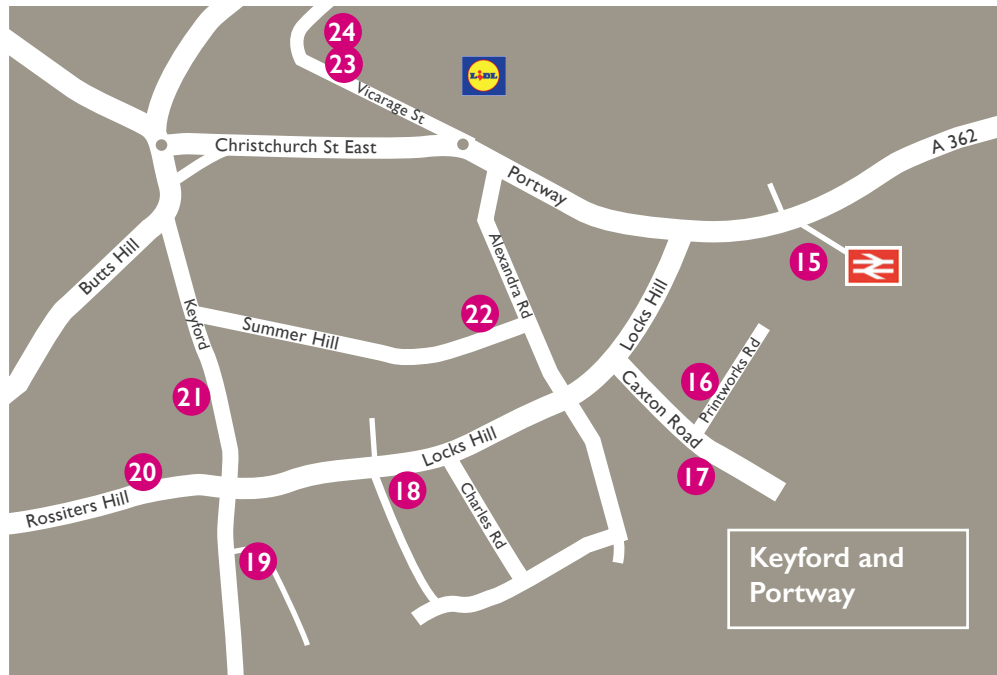 24
23
LIDL
Vicarage St
Christchurch St East
Portway
A 362
15
Butts Hill
Keyford
Summer Hill
22
Alexandra Rd
Locks Hill
21
16
Printworks Rd
Caxton Road
17
20
Rossiters Hill
18
Locks Hill
Charles Rd
19
Keyford and
Portway